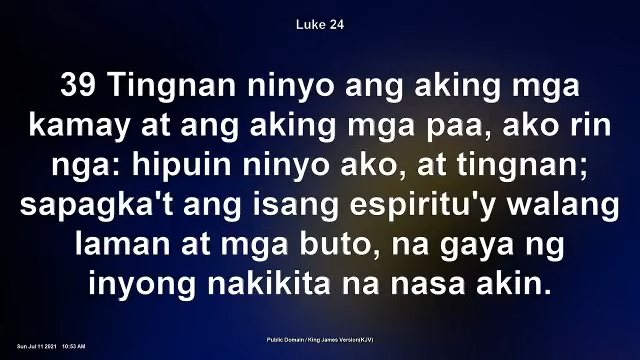 Luke 24
39 Tingnan ninyo ang aking mga
kamay at ang aking mga paa, ako rin
nga: hipuin ninyo ako, at tingnan;
sapagka't ang isang espiritu'y walang
laman at mga buto, na gaya ng
inyong nakikita na nasa akin.
Public Domain / King James Version(KJV)
Sun Jul 11 2021 10:53 AM